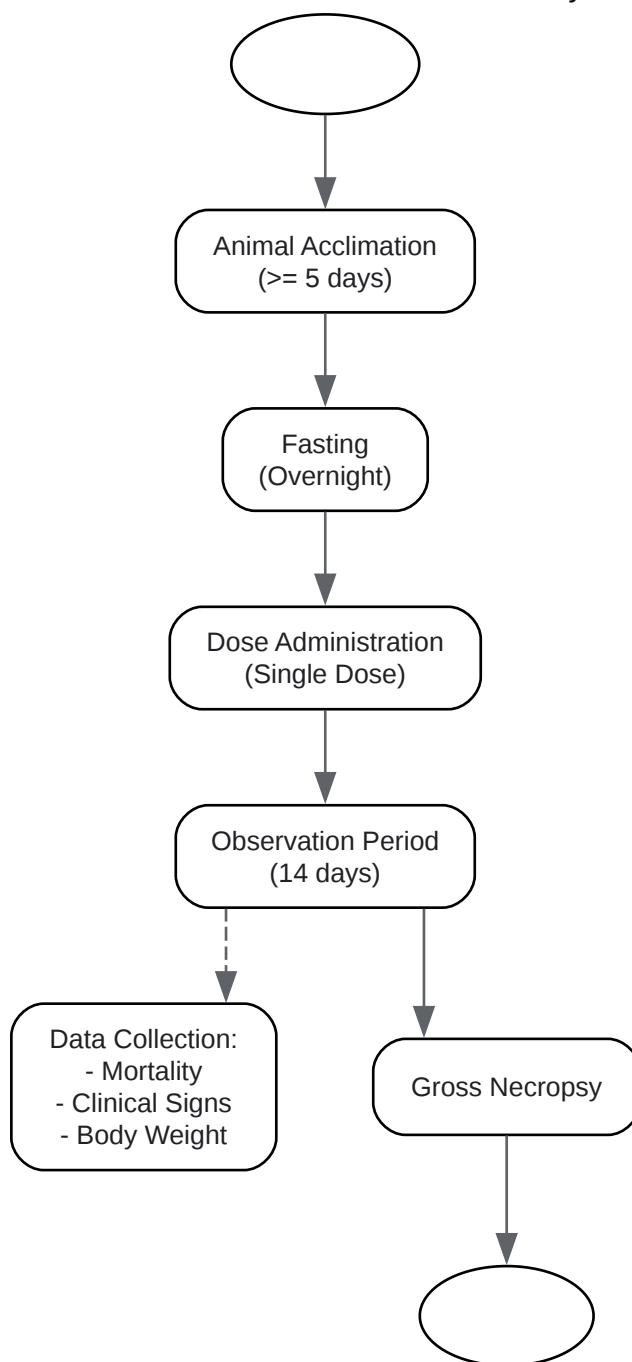 Animal Acclimation
(>= 5 days)
Fasting
(Overnight)
Dose Administration
(Single Dose)
Observation Period
(14 days)
Data Collection:
- Mortality
- Clinical Signs
- Body Weight
Gross Necropsy